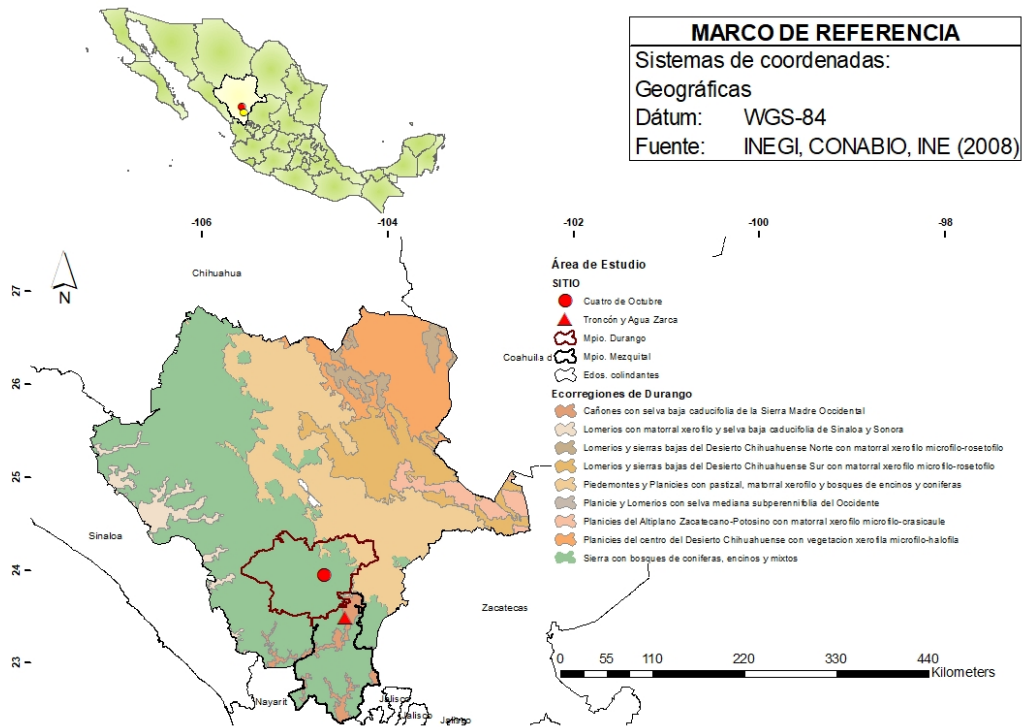 MARCO DE REFERENCIA
Sistemas de coordenadas:
Geográficas
Dátum: WGS-84
Fuente: INEGI, CONABIO, INE (2008)
-106 -104 -102 -100 -98
27
26
25
24
23
N
Chihuahua
Coahuila d
Sinaloa
Zacatecas
Nayarit
Jalisco
Jalisco
Jalisco
Área de Estudio
SITIO
Cuatro de Octubre
Troncón y Agua Zarca
Mpio. Durango
Mpio. Mezquital
Edos. colindantes
Ecorregiones de Durango
Cañones con selva baja caducifolia de la Sierra Madre Occidental
Lomerios con matorral xerofilo y selva baja caducifolia de Sinaloa y Sonora
Lomerios y sierras bajas del Desierto Chihuahuense Norte con matorral xerofilo microfilo-rosetofilo
Lomerios y sierras bajas del Desierto Chihuahuense Sur con matorral xerofilo microfilo-rosetofilo
Piedemontes y Planicies con pastizal, matorral xerofilo y bosques de encinos y coniferas
Planicie y Lomerios con selva mediana subperennifolia del Occidente
Planicies del Altiplano Zacatecano-Potosino con matorral xerofilo microfilo-crasicaule
Planicies del centro del Desierto Chihuahuense con vegetacion xerofila microfilo-halofila
Sierra con bosques de coniferas, encinos y mixtos
0 55 110 220 330 440
Kilometers